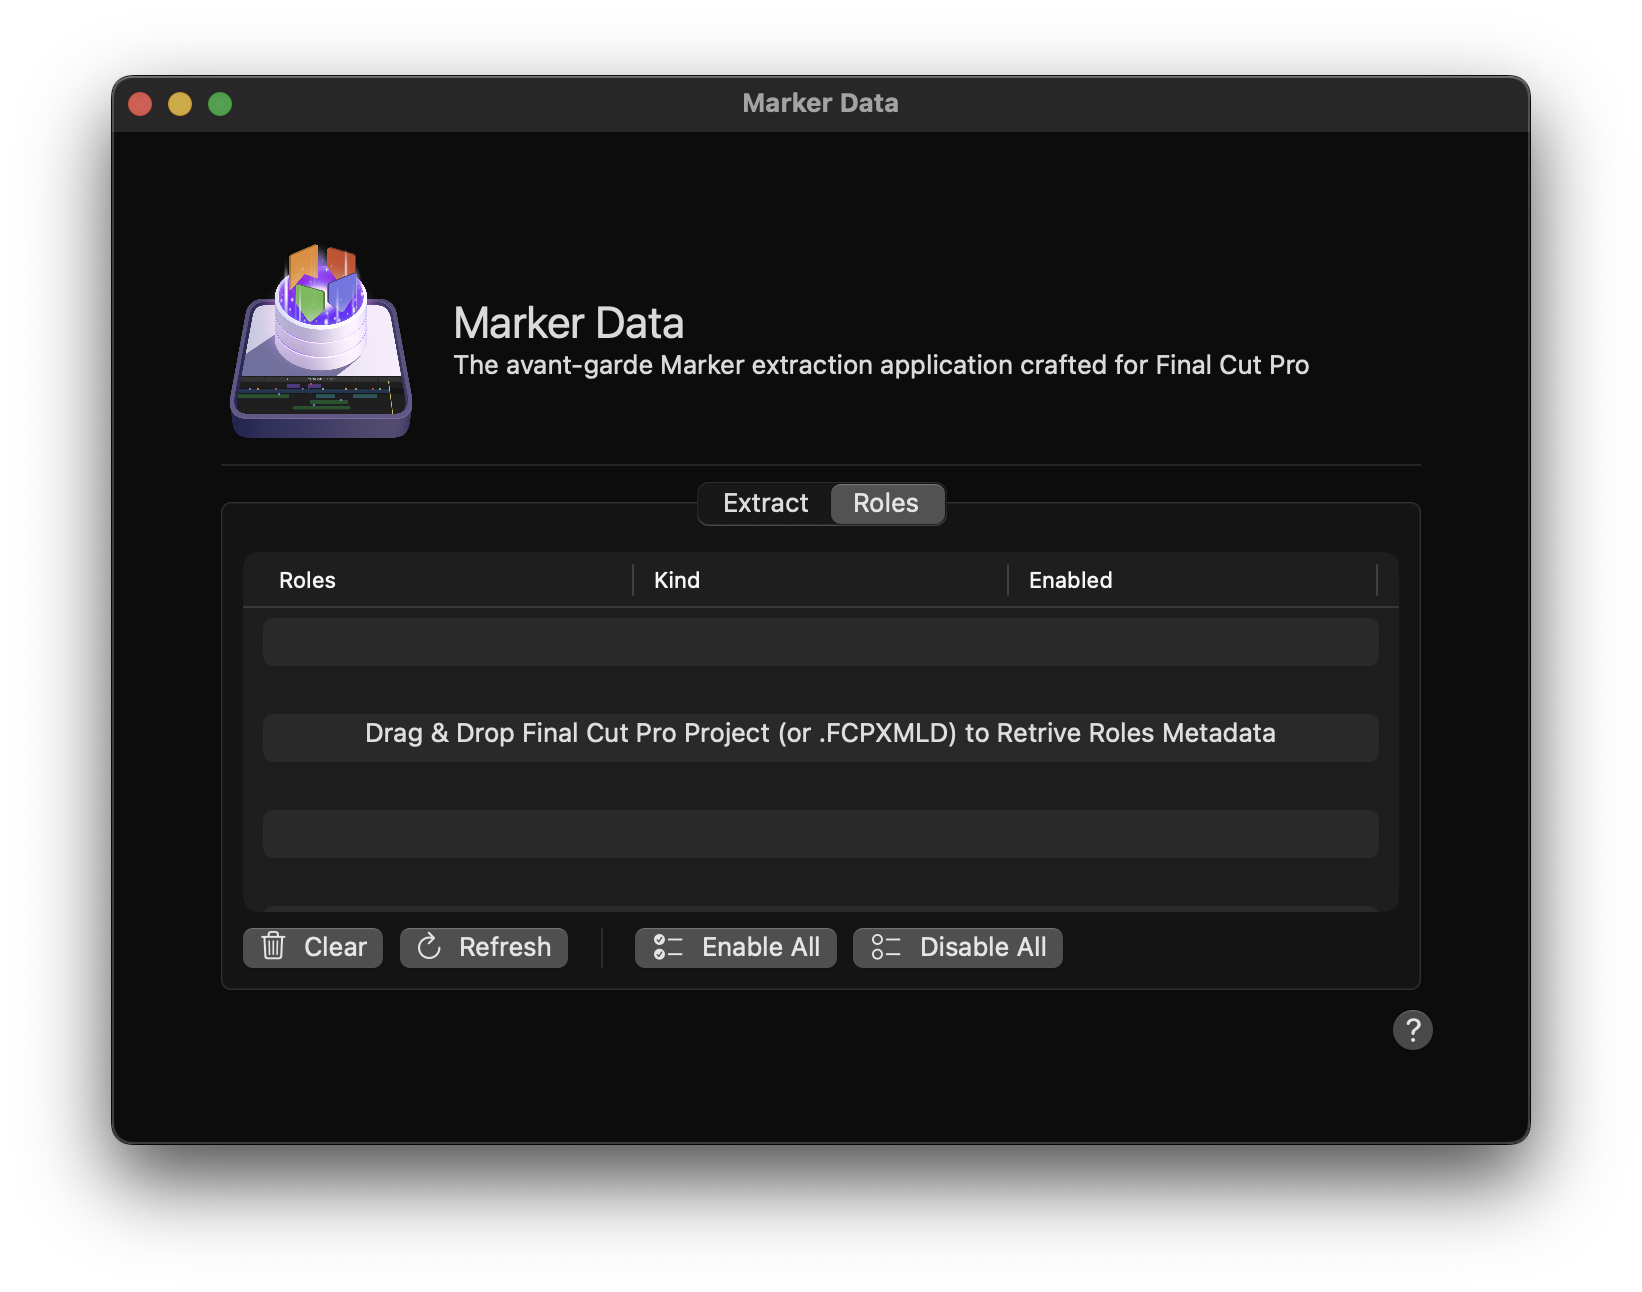 Marker Data
Marker Data
The avant-garde Marker extraction application crafted for Final Cut Pro
Extract Roles
Roles Kind Enabled
Drag & Drop Final Cut Pro Project (or .FCPXMLD) to Retrive Roles Metadata
Clear Refresh Enable All Disable All
?